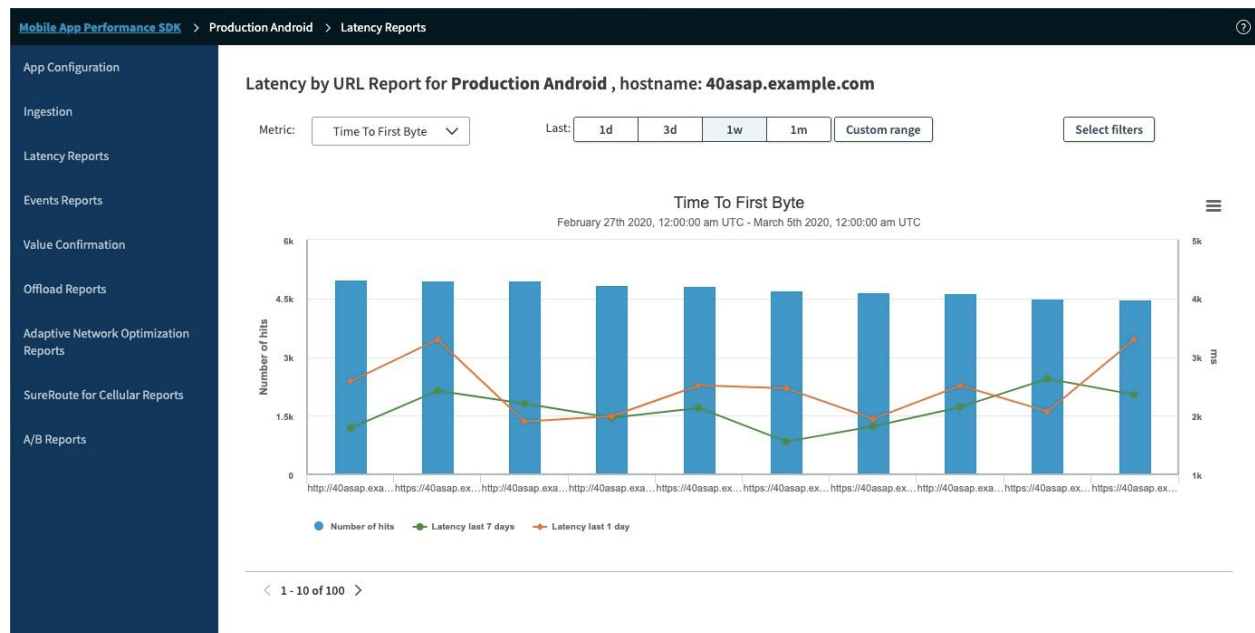 Mobile App Performance SDK > Production Android > Latency Reports
?
App Configuration
Ingestion
Latency Reports
Events Reports
Value Confirmation
Offload Reports
Adaptive Network Optimization
Reports
SureRoute for Cellular Reports
A/B Reports
Latency by URL Report for Production Android , hostname: 40asap.example.com
Metric: Time To First Byte Last: 1d 3d 1w 1m Custom range Select filters
Time To First Byte
February 27th 2020, 12:00:00 am UTC - March 5th 2020, 12:00:00 am UTC
Number of hits
6k
4.5k
3k
1.5k
0
5k
4k
3k
2k
1k
ms
http://40asap.exa... https://40asap.ex... http://40asap.exa... http://40asap.exa... https://40asap.ex... https://40asap.ex... https://40asap.ex... http://40asap.exa... https://40asap.ex... https://40asap.ex...
Number of hits Latency last 7 days Latency last 1 day
< 1 - 10 of 100 >